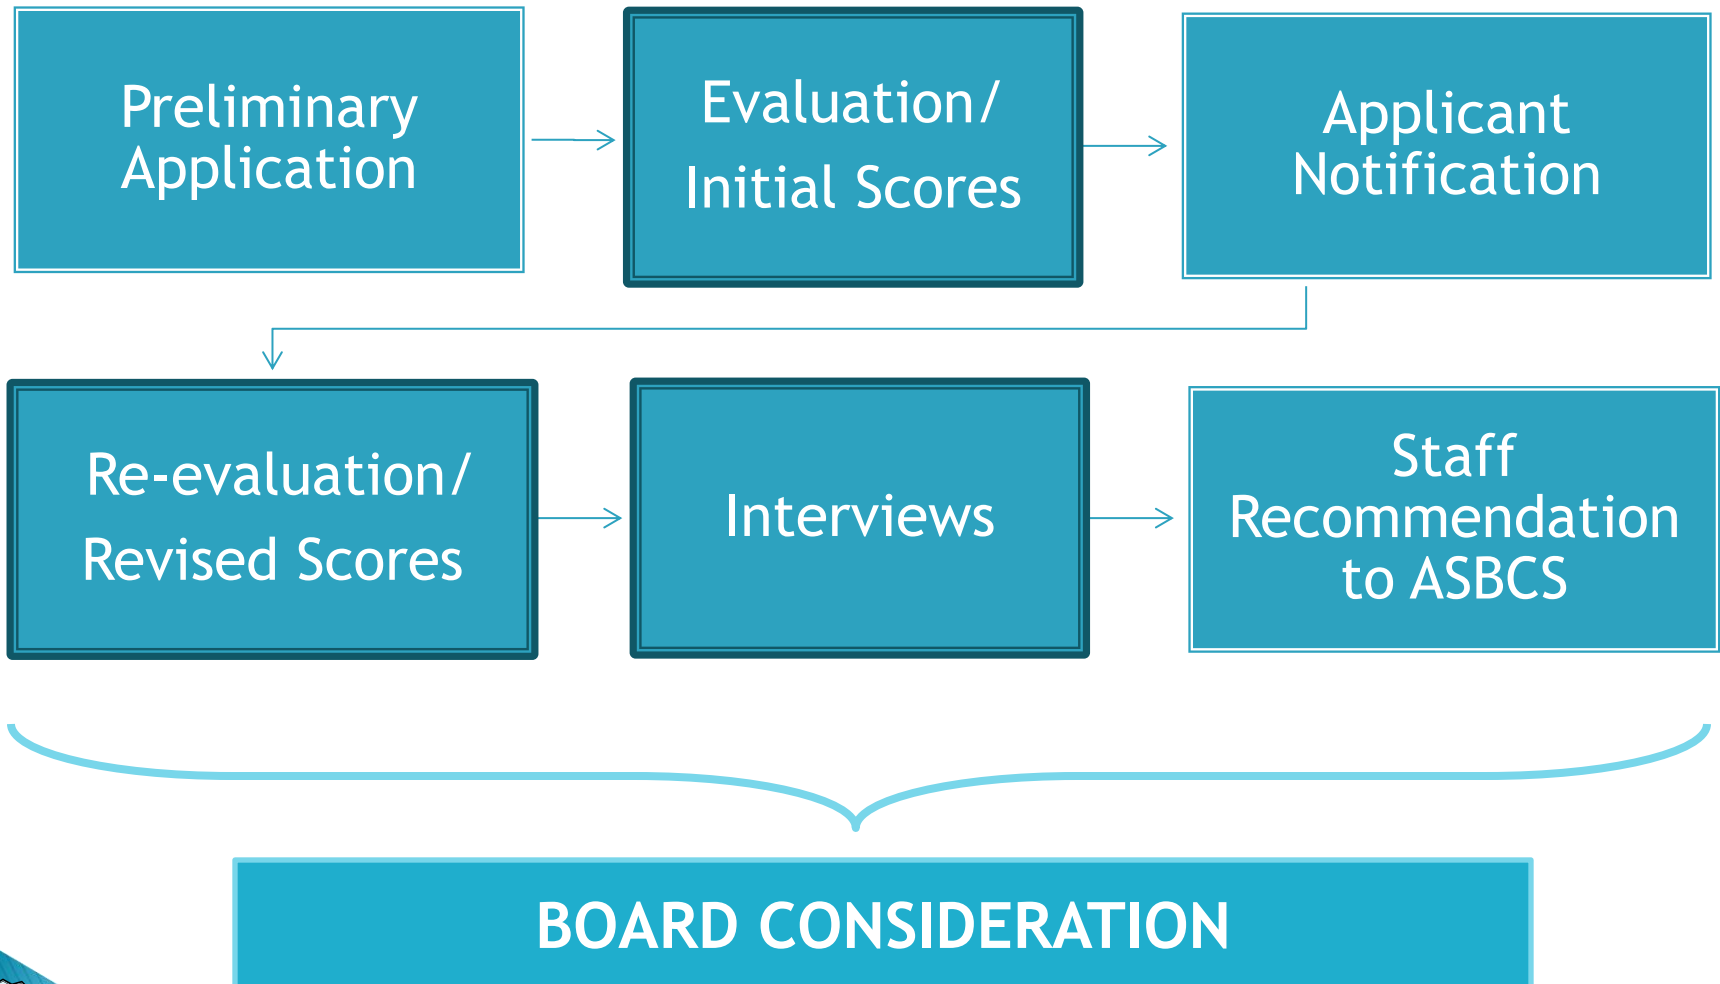 Preliminary
Application
Evaluation/
Initial Scores
Applicant
Notification
Re-evaluation/
Revised Scores
Interviews
Staff
Recommendation
to ASBCS
BOARD CONSIDERATION